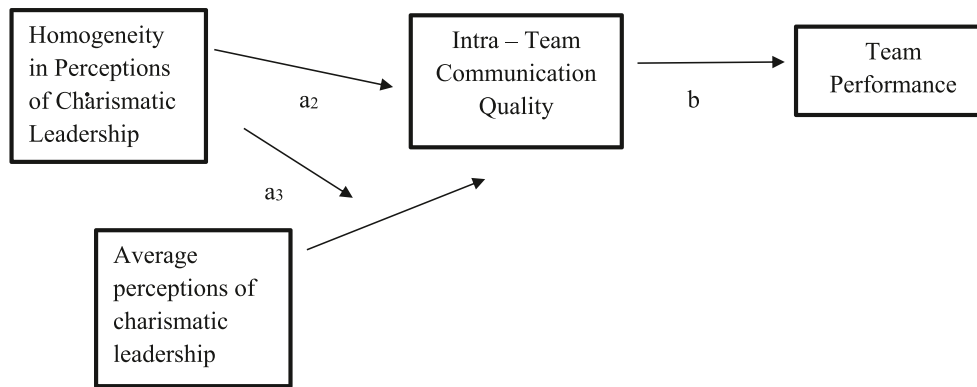 Homogeneity
in Perceptions
of Charismatic
Leadership
a2
a3
Intra – Team
Communication
Quality
b
Team
Performance
Average
perceptions of
charismatic
leadership